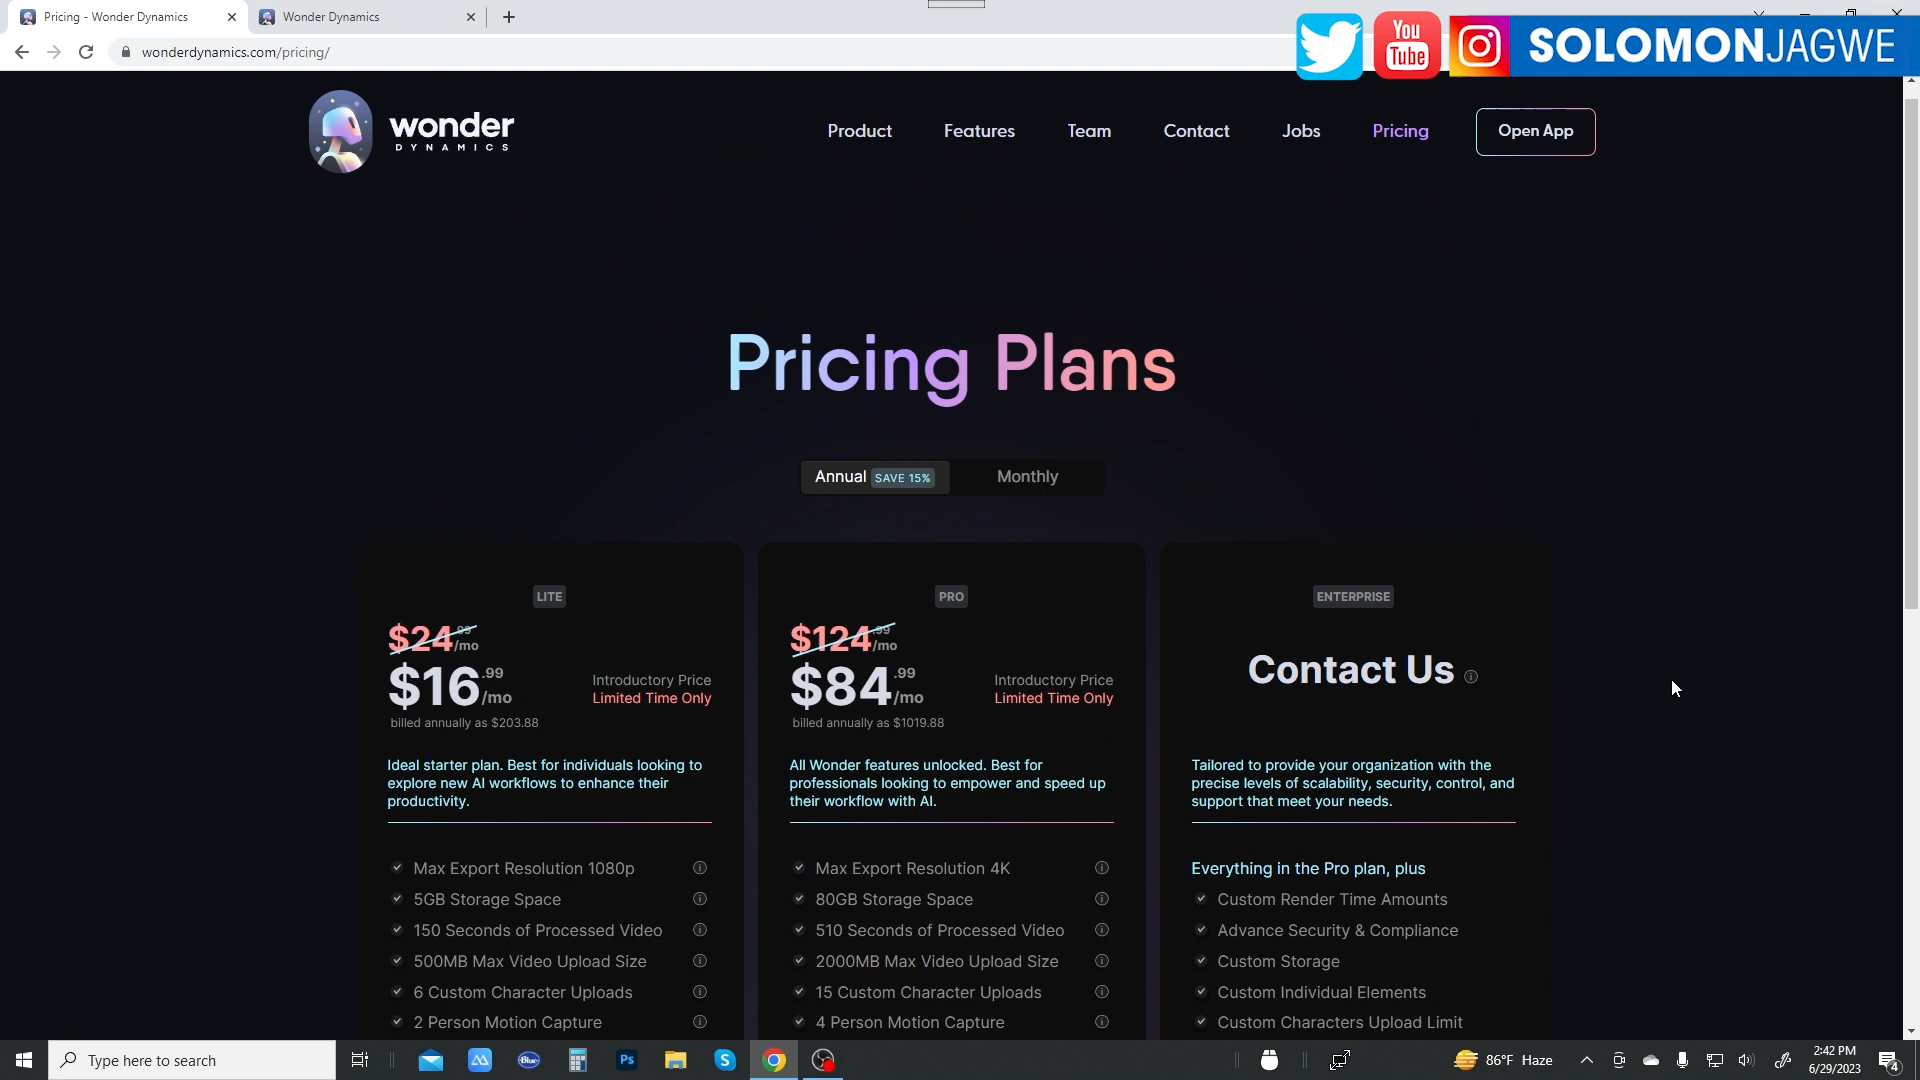 Pricing - Wonder Dynamics
Wonder Dynamics
wonderdynamics.com/pricing/
You
Tube
SOLOMONJAGWE
wonder
DYNAMICS
Product
Features
Team
Contact
Jobs
Pricing
Open App
Pricing Plans
Annual SAVE 15%
Monthly
LITE
$24.99/mo
$16.99/mo
Introductory Price
Limited Time Only
billed annually as $203.88
Ideal starter plan. Best for individuals looking to
explore new AI workflows to enhance their
productivity.
Max Export Resolution 1080p
5GB Storage Space
150 Seconds of Processed Video
500MB Max Video Upload Size
6 Custom Character Uploads
2 Person Motion Capture
PRO
$124.99/mo
$84.99/mo
Introductory Price
Limited Time Only
billed annually as $1019.88
All Wonder features unlocked. Best for
professionals looking to empower and speed up
their workflow with AI.
Max Export Resolution 4K
80GB Storage Space
510 Seconds of Processed Video
2000MB Max Video Upload Size
15 Custom Character Uploads
4 Person Motion Capture
ENTERPRISE
Contact Us
Tailored to provide your organization with the
precise levels of scalability, security, control, and
support that meet your needs.
Everything in the Pro plan, plus
Custom Render Time Amounts
Advance Security & Compliance
Custom Storage
Custom Individual Elements
Custom Characters Upload Limit
Type here to search
Blue
Ps
S
86°F Haze
2:42 PM
6/29/2023
4